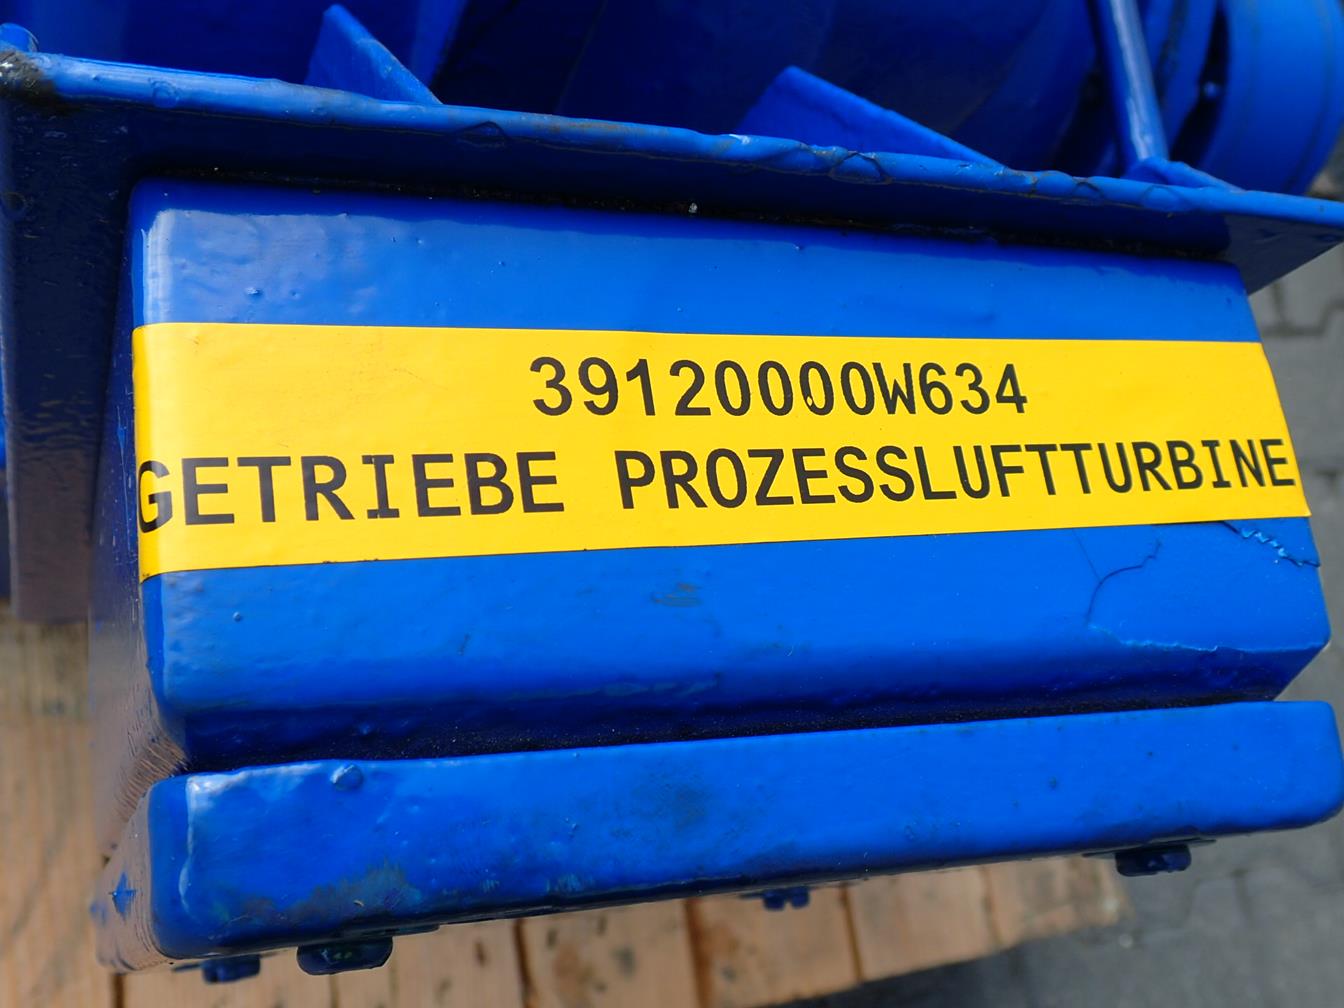 39120000W634
GETRIEBE PROZESSLUFTTURBINE